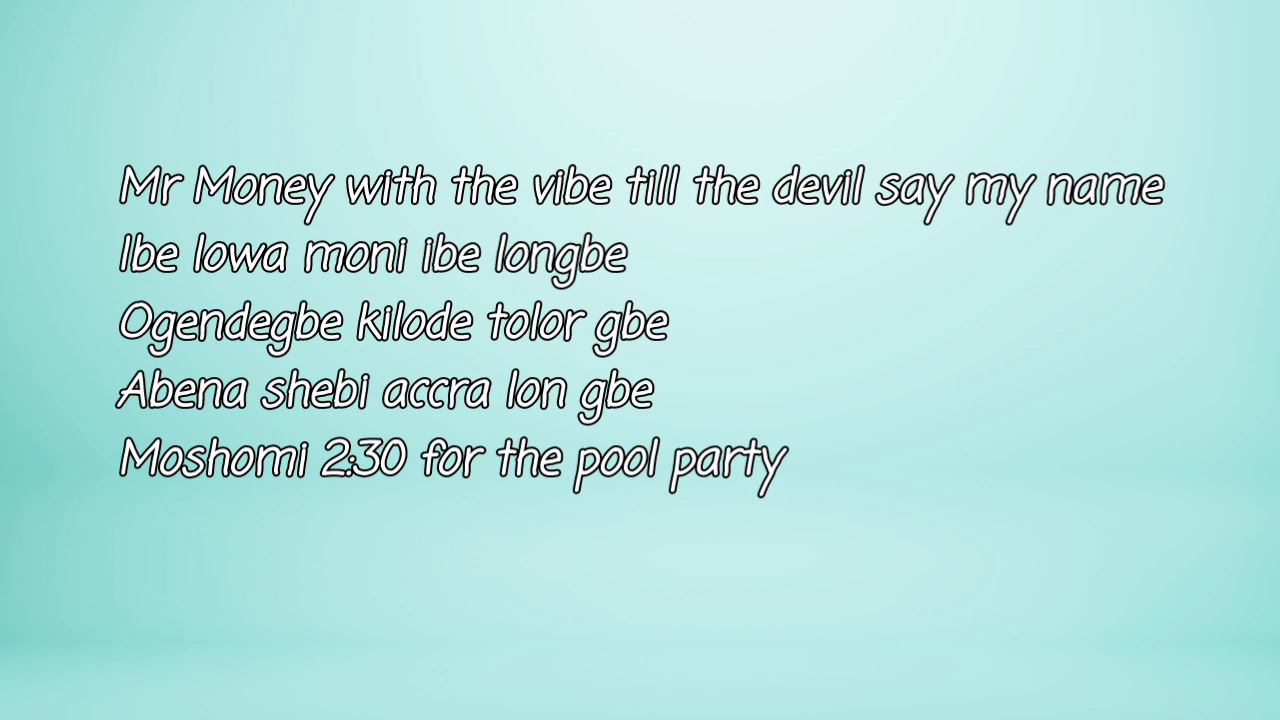 Mr Money with the vibe till the devil say my name
Ibe lowa moni ibe longbe
Ogendegbe kilode tolor gbe
Abena shebi accra lon gbe
Moshomi 2:30 for the pool party